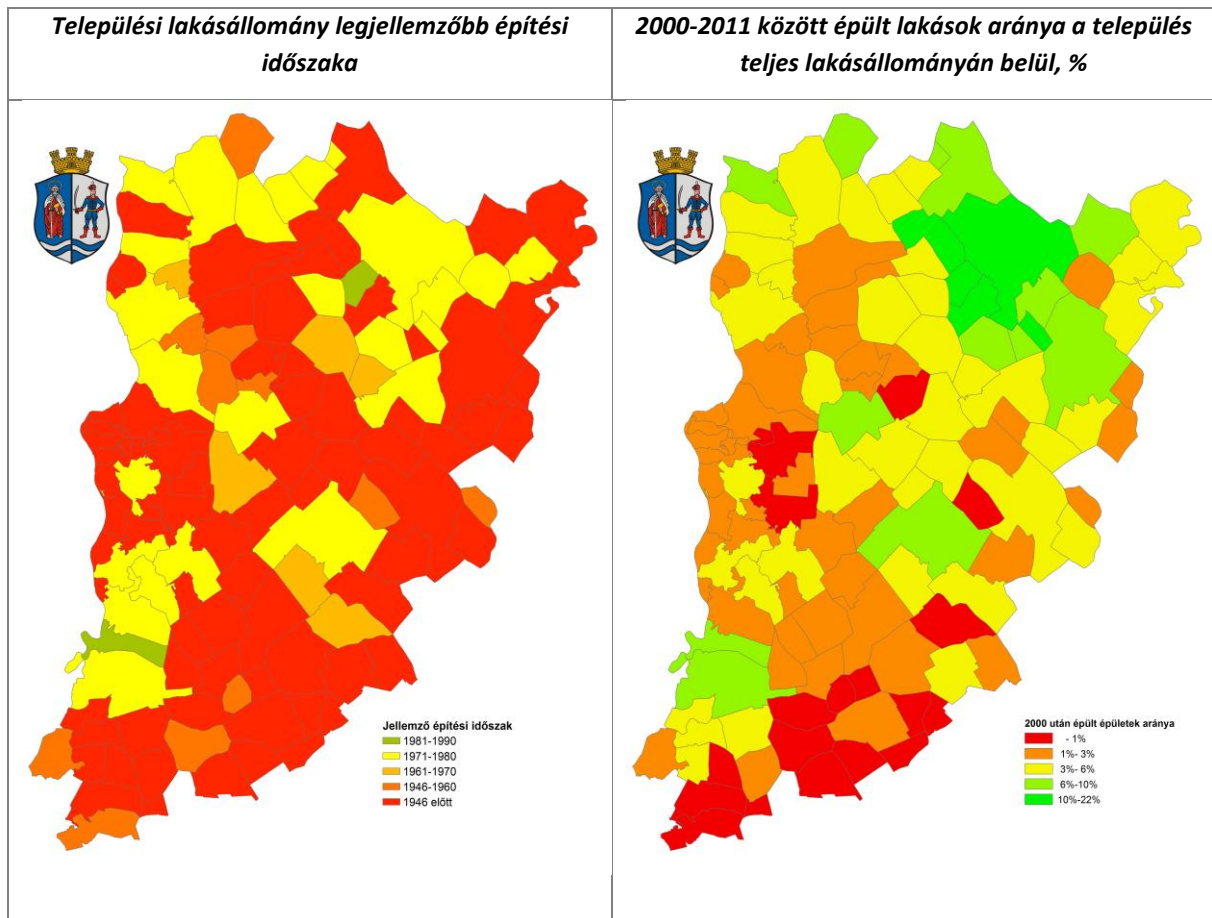 Települési lakásállomány legjellemzőbb építési
időszaka
2000-2011 között épült lakások aránya a település
teljes lakásállományán belül, %
Jellemző építési időszak
1981-1990
1971-1980
1961-1970
1946-1960
1946 előtt
2000 után épült épületek aránya
- 1%
1%- 3%
3%- 6%
6%-10%
10%-22%